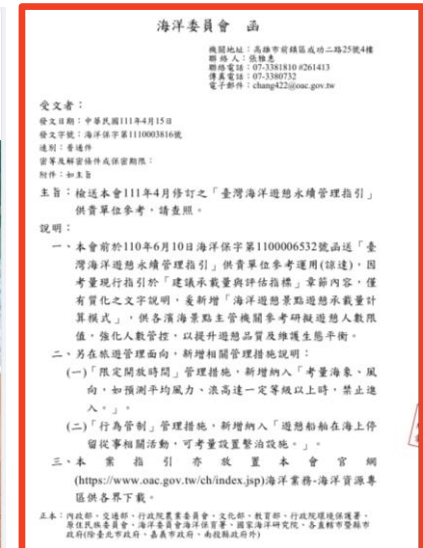 海洋委員會　函
機關地址：高雄市前鎮區成功二路25號4樓
聯絡人：張雅惠
聯絡電話：07-3381810 #261413
傳真電話：07-3380732
電子郵件：chang422@oac.gov.tw
受文者：
發文日期：中華民國111年4月15日
發文字號：海洋保字第1110003816號
速別：普通件
密等及解密條件或保密期限：
附件：如主旨
主旨：檢送本會111年4月修訂之「臺灣海洋遊憩永續管理指引」
供貴單位參考，請查照。
說明：
一、本會前於110年6月10日海洋保字第1100006532號函送「臺
灣海洋遊憩永續管理指引」供貴單位參考運用(諒達)，因
考量現行指引於「建議承載量與評估指標」章節內容，僅
有質化之文字說明，爰新增「海洋遊憩景點遊憩承載量計
算模式」，供各濱海景點主管機關參考研擬遊憩人數限
值，強化人數管控，以提升遊憩品質及維護生態平衡。
二、另在旅遊管理面向，新增相關管理措施說明：
(一)「限定開放時間」管理措施，新增納入「考量海象、風
向，如預測平均風力、浪高達一定等級以上時，禁止進
入。」。
(二)「行為管制」管理措施，新增納入「遊憩船舶在海上停
留從事相關活動，可考量設置繫泊設施。」。
三、本案指引亦放置本會官網
(https://www.oac.gov.tw/ch/index.jsp)海洋業務-海洋資源專
區供各界下載。
正本：內政部、交通部、行政院農業委員會、文化部、教育部、行政院環境保護署、
原住民族委員會、海洋委員會海洋保育署、國家海洋研究院、各直轄市暨縣市
政府(除臺北市政府、嘉義市政府、南投縣政府外)